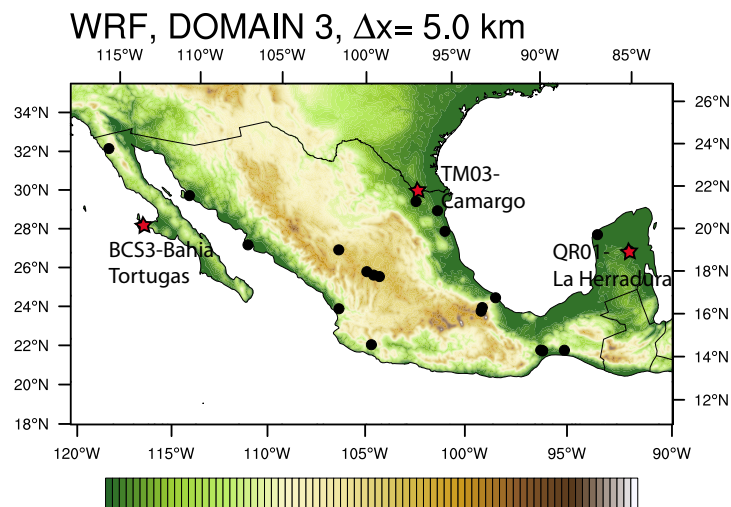 WRF, DOMAIN 3, Δx= 5.0 km
115°W 110°W 105°W 100°W 95°W 90°W 85°W
34°N 26°N
32°N 24°N
TM03-
Camargo
30°N 22°N
28°N 20°N
BCS3-Bahia
Tortugas
QR01-
La Herradura
26°N 18°N
24°N 16°N
22°N 14°N
20°N 12°N
18°N
120°W 115°W 110°W 105°W 100°W 95°W 90°W